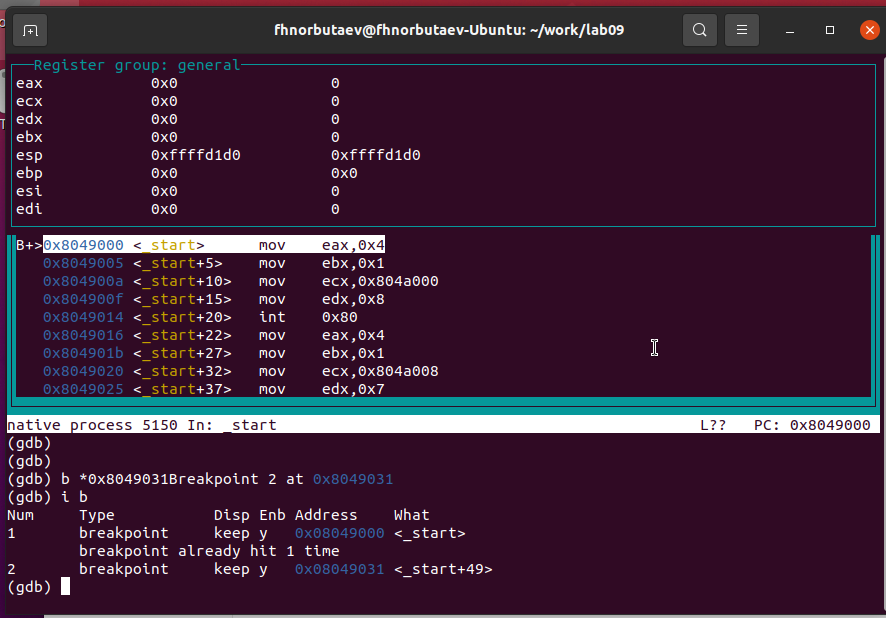 fhnorbutaev@fhnorbutaev-Ubuntu: ~/work/lab09
Register group: general
eax 0x0 0
ecx 0x0 0
edx 0x0 0
ebx 0x0 0
esp 0xffffd1d0 0xffffd1d0
ebp 0x0 0x0
esi 0x0 0
edi 0x0 0
B+>0x8049000 <_start> mov eax,0x4
0x8049005 <_start+5> mov ebx,0x1
0x804900a <_start+10> mov ecx,0x804a000
0x804900f <_start+15> mov edx,0x8
0x8049014 <_start+20> int 0x80
0x8049016 <_start+22> mov eax,0x4
0x804901b <_start+27> mov ebx,0x1
0x8049020 <_start+32> mov ecx,0x804a008
0x8049025 <_start+37> mov edx,0x7
native process 5150 In: _start L?? PC: 0x8049000
(gdb)
(gdb)
(gdb) b *0x8049031Breakpoint 2 at 0x8049031
(gdb) i b
Num Type Disp Enb Address What
1 breakpoint keep y 0x08049000 <_start>
breakpoint already hit 1 time
2 breakpoint keep y 0x08049031 <_start+49>
(gdb)